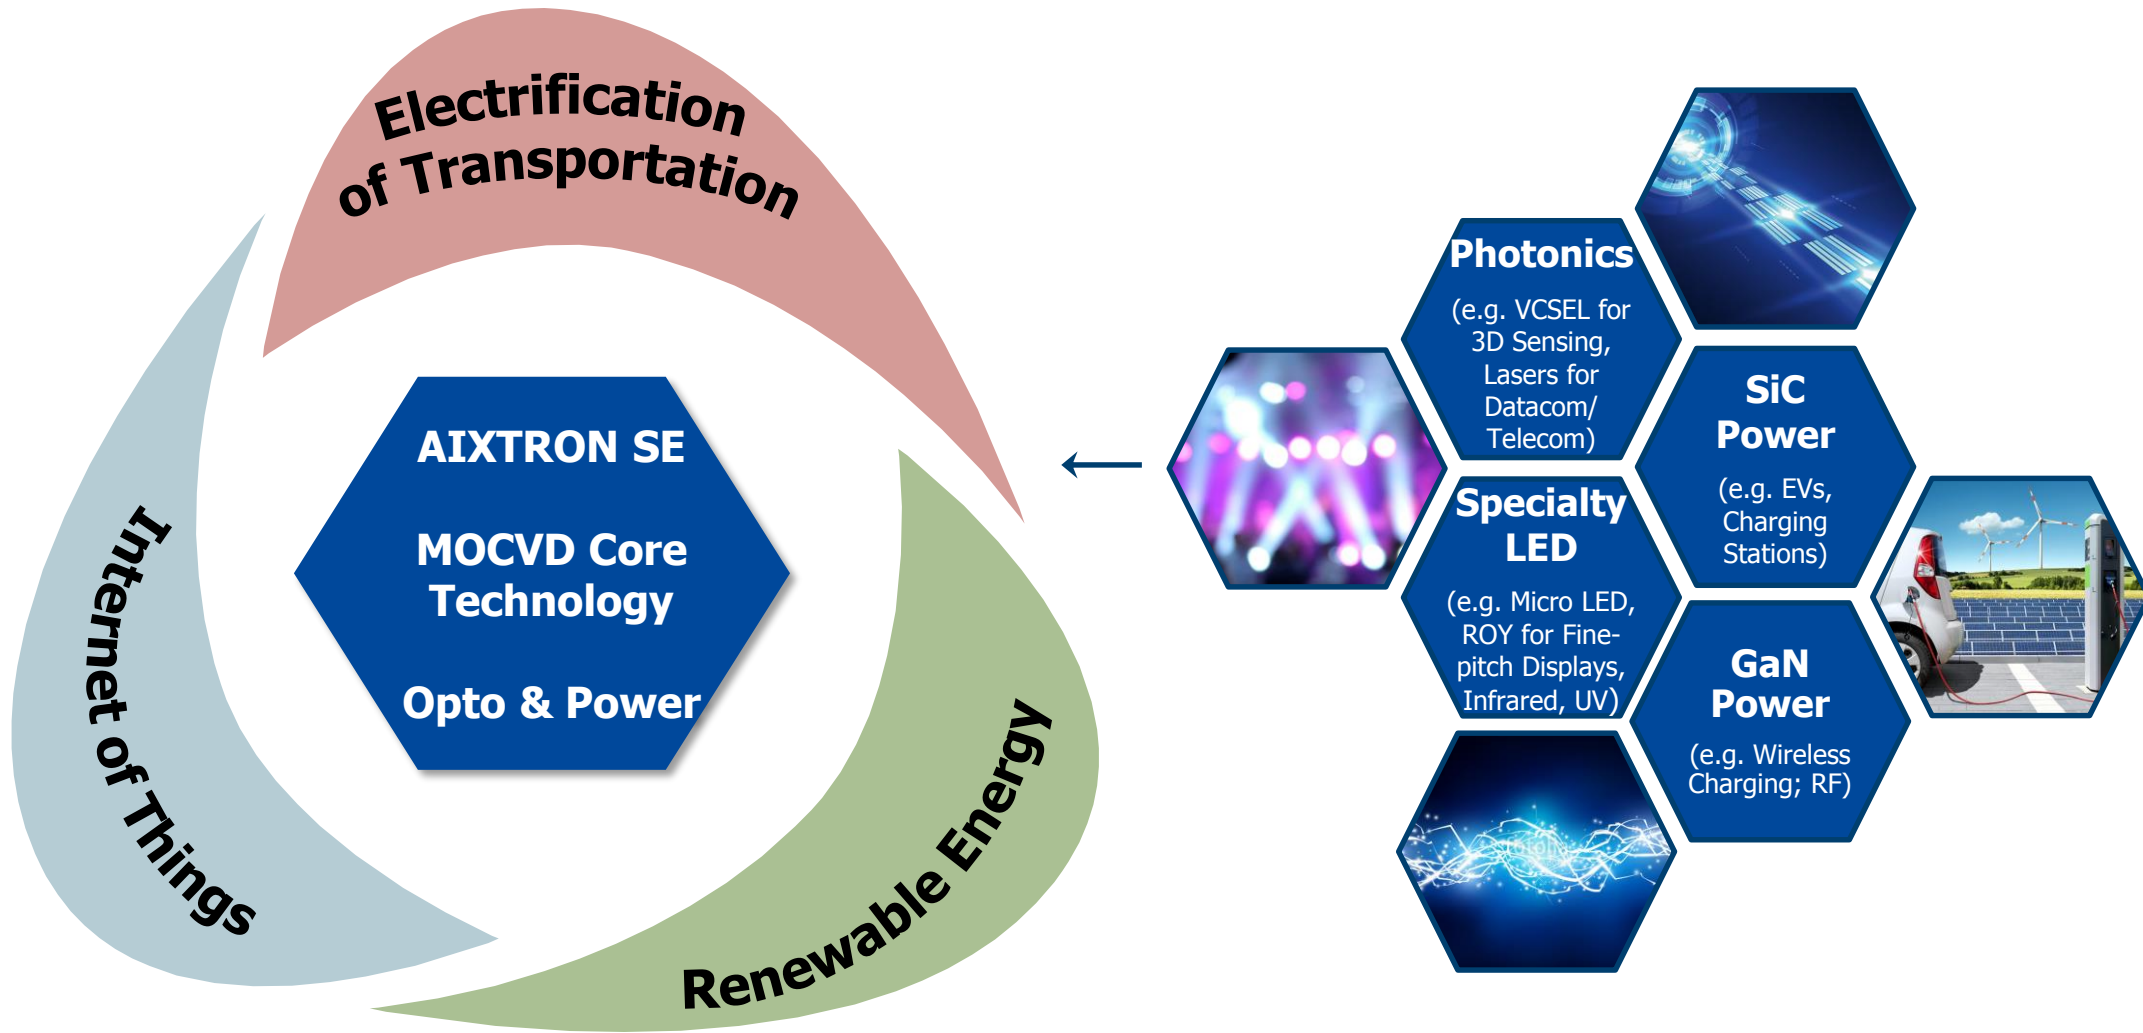 Electrification
of Transportation
Internet of Things
Renewable Energy
AIXTRON SE
MOCVD Core
Technology
Opto & Power
Photonics
(e.g. VCSEL for
3D Sensing,
Lasers for
Datacom/
Telecom)
SiC
Power
(e.g. EVs,
Charging
Stations)
Specialty
LED
(e.g. Micro LED,
ROY for Fine-
pitch Displays,
Infrared, UV)
GaN
Power
(e.g. Wireless
Charging; RF)
fotolia